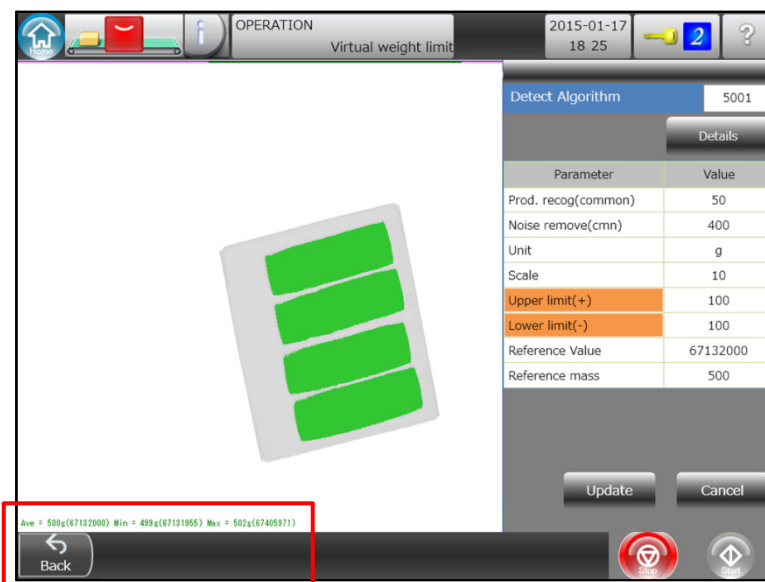 Home
i
OPERATION
Virtual weight limit
2015-01-17
18 25
2
?
Detect Algorithm 5001
Details
Parameter Value
Prod. recog(common) 50
Noise remove(cmn) 400
Unit g
Scale 10
Upper limit(+) 100
Lower limit(-) 100
Reference Value 67132000
Reference mass 500
Update Cancel
Ave = 500g(67132000) Min = 499g(67131955) Max = 502g(67405971)
Back
Stop
Start